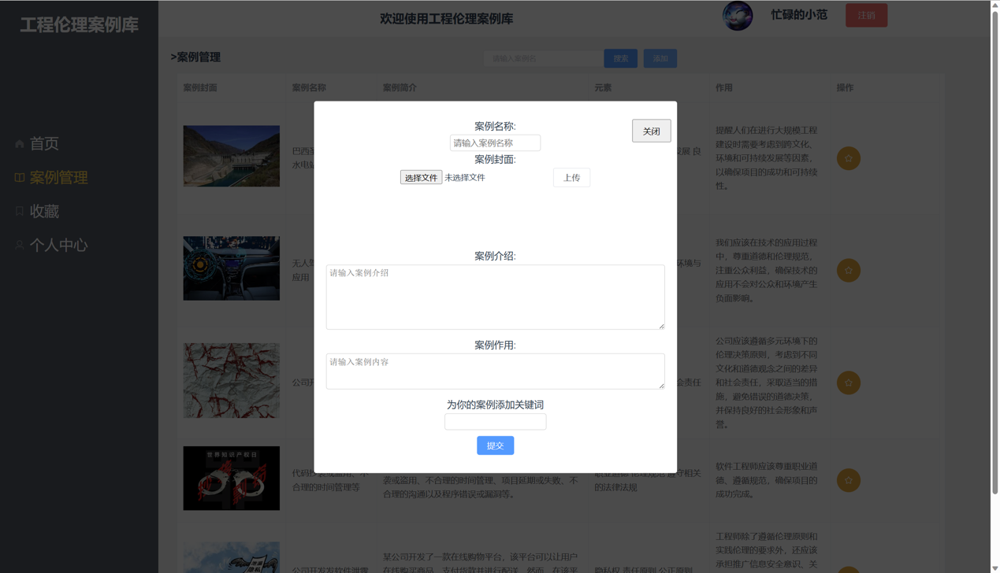 工程伦理案例库
欢迎使用工程伦理案例库
忙碌的小范
注销
首页
案例管理
收藏
个人中心
>案例管理
请输入案例名
搜索
添加
案例封面
案例名称
案例简介
元素
作用
操作
案例名称:
请输入案例名称
关闭
案例封面:
选择文件 未选择文件
上传
案例介绍:
请输入案例介绍
案例作用:
请输入案例内容
为你的案例添加关键词
提交
巴西圣
水电站
发展 良
提醒人们在进行大规模工程
建设时需要考虑到跨文化、
环境和可持续发展等因素，
以确保项目的成功和可持续
性。
无人驾
应用
环境与
我们应该在技术的应用过程
中，尊重道德和伦理规范，
注重公众利益，确保技术的
应用不会对公众和环境产生
负面影响。
公司开
会责任
公司应该遵循多元环境下的
伦理决策原则，考虑到不同
文化和道德观念之间的差异
和社会责任，采取适当的措
施，避免错误的道德决策，
并保持良好的社会形象和声
誉。
世界知识产权日
代码抄袭或盗用、不
合理的时间管理等
袭或盗用、不合理的时间管理、项目延期或失败、不
合理的沟通以及程序错误或漏洞等。
职业道德 伦理规范 遵守相关
的法律法规
软件工程师应该尊重职业道
德、遵循规范，确保项目的
成功完成。
公司开发发软件泄露
某公司开发了一款在线购物平台，该平台可以让用户
在线购买商品、支付货款并进行配送。然而，在该平
隐私权 责任原则 公正原则
工程师除了遵循伦理原则和
实践伦理的要求外，还应该
承担推广信息安全意识、关